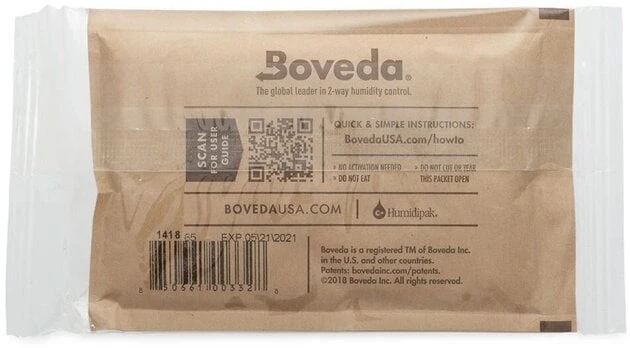 Boveda®
The global leader in 2-way humidity control.
SCAN
FOR USER
GUIDE
QUICK & SIMPLE INSTRUCTIONS:
BovedaUSA.com/howto
› NO ACTIVATION NEEDED
› DO NOT EAT
› DO NOT CUT OR TEAR
THIS PACKET OPEN
BOVEDAUSA.COM
Humidipak.
1418 65 EXP 05\21\2021
Boveda is a registered TM of Boveda Inc.
in the U.S. and other countries.
Patents: bovedainc.com/patents.
©2018 Boveda Inc. All rights reserved.